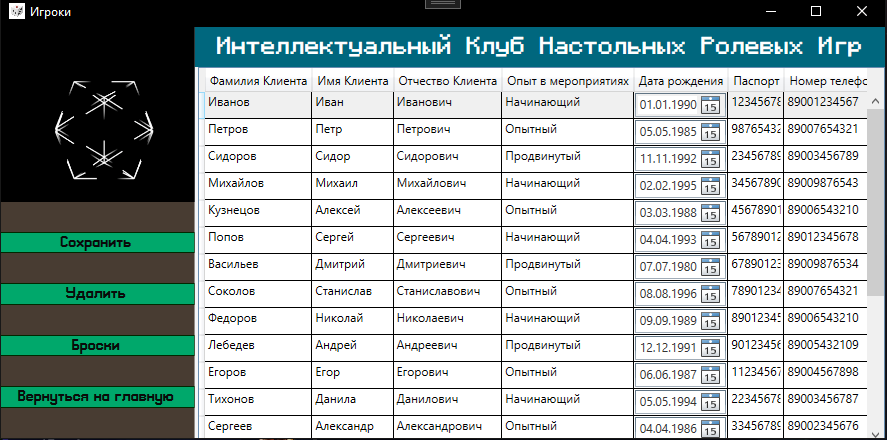 Игроки
Интеллектуальный Клуб Настольных Ролевых Игр
Сохранить
Удалить
Броски
Вернуться на главную
Фамилия Клиента Имя Клиента Отчество Клиента Опыт в мероприятиях Дата рождения Паспорт Номер телефо
Иванов Иван Иванович Начинающий 01.01.1990 15 12345678 89001234567
Петров Петр Петрович Опытный 05.05.1985 15 98765432 89007654321
Сидоров Сидор Сидорович Продвинутый 11.11.1992 15 23456789 89003456789
Михайлов Михаил Михайлович Начинающий 02.02.1995 15 34567890 89009876543
Кузнецов Алексей Алексеевич Опытный 03.03.1988 15 45678901 89006543210
Попов Сергей Сергеевич Начинающий 04.04.1993 15 56789012 89012345678
Васильев Дмитрий Дмитриевич Продвинутый 07.07.1980 15 67890123 89009876534
Соколов Станислав Станиславович Опытный 08.08.1996 15 78901234 89007654321
Федоров Николай Николаевич Начинающий 09.09.1989 15 89012345 89006543210
Лебедев Андрей Андреевич Продвинутый 12.12.1991 15 90123456 89005432109
Егоров Егор Егорович Опытный 06.06.1987 15 11234567 89004567898
Тихонов Данила Данилович Начинающий 05.05.1994 15 22345678 89003456787
Сергеев Александр Александрович Опытный 04.04.1986 15 33456789 89002345676